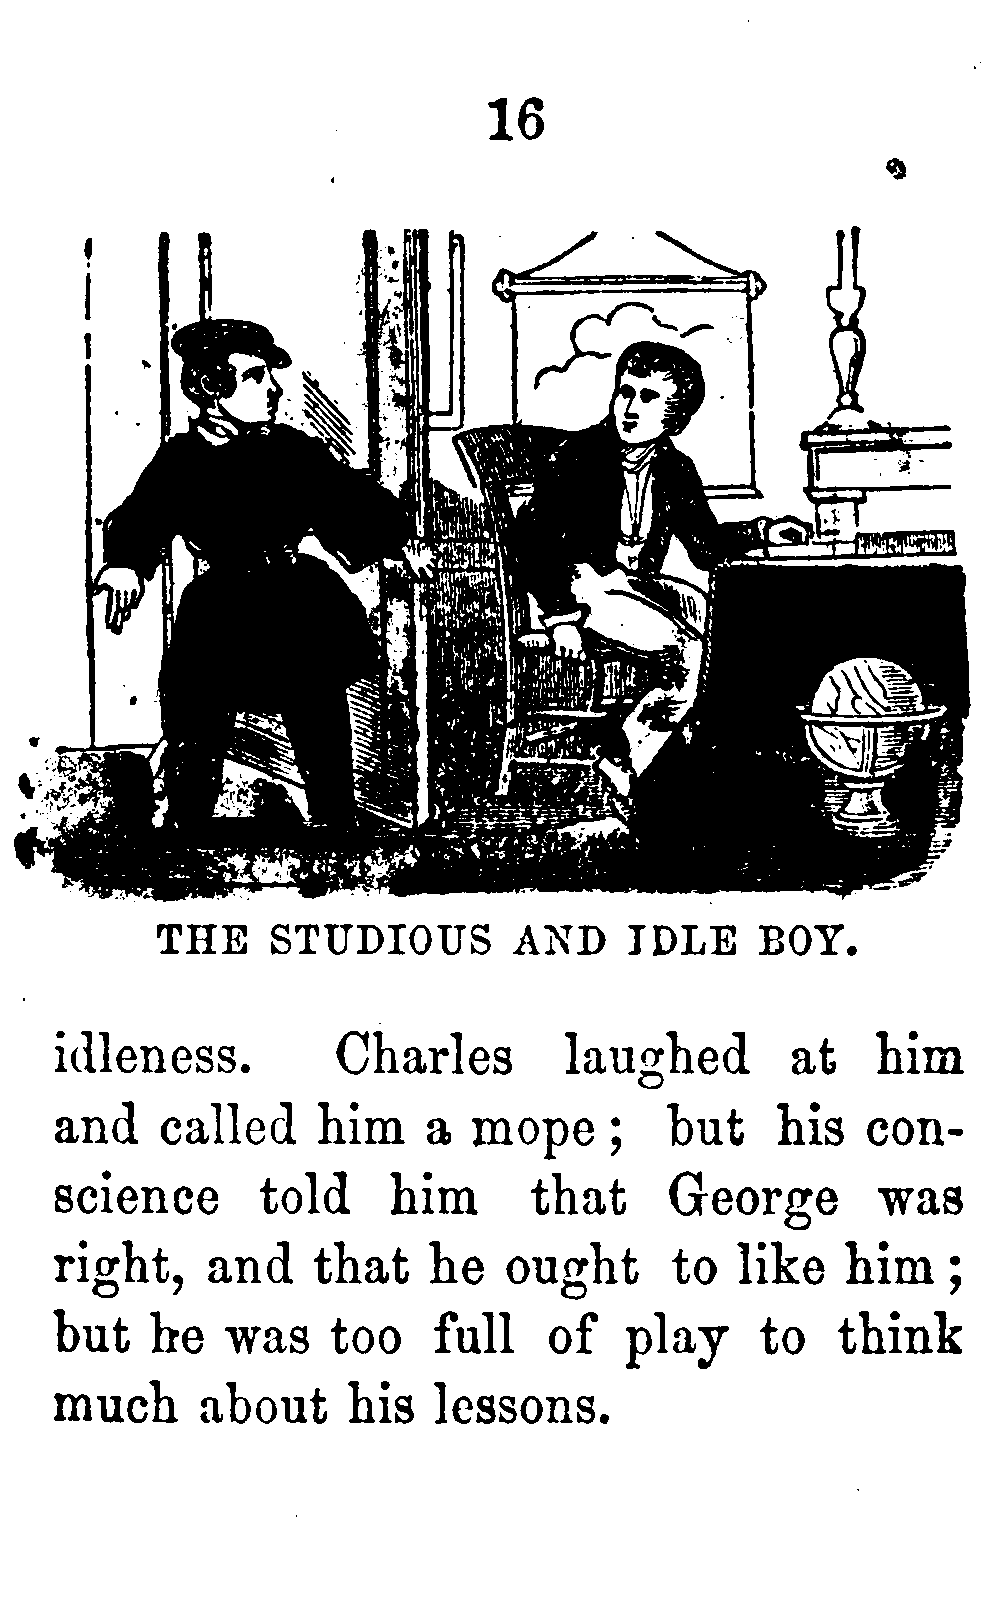 16
THE STUDIOUS AND IDLE BOY.
idleness. Charles laughed at him
and called him a mope; but his con-
science told him that George was
right, and that he ought to like him;
but he was too full of play to think
much about his lessons.